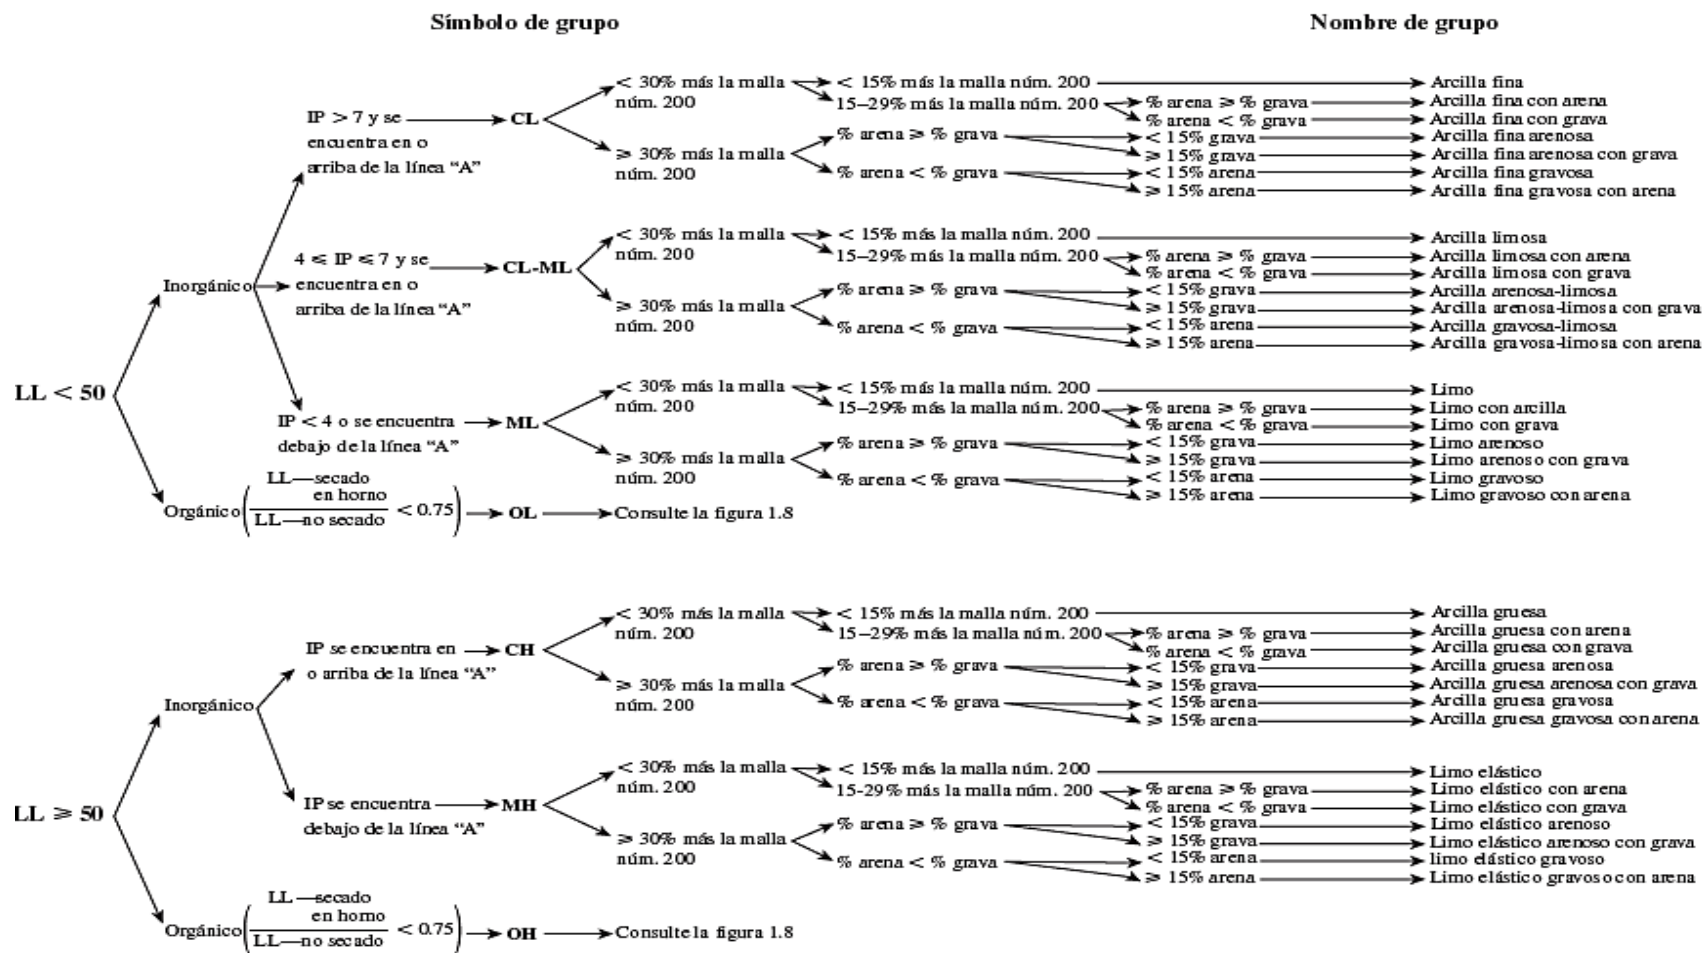 Símbolo de grupo
Nombre de grupo
LL < 50
Inorgánico
IP > 7 y se
encuentra en o
arriba de la línea “A”
CL
< 30% más la malla
núm. 200
< 15% más la malla núm. 200
Arcilla fina
15–29% más la malla núm. 200
% arena ⩾ % grava
Arcilla fina con arena
% arena < % grava
Arcilla fina con grava
⩾ 30% más la malla
núm. 200
% arena ⩾ % grava
< 15% grava
Arcilla fina arenosa
⩾ 15% grava
Arcilla fina arenosa con grava
% arena < % grava
< 15% arena
Arcilla fina gravosa
⩾ 15% arena
Arcilla fina gravosa con arena
4 ⩽ IP ⩽ 7 y se
encuentra en o
arriba de la línea “A”
CL-ML
< 30% más la malla
núm. 200
< 15% más la malla núm. 200
Arcilla limosa
15–29% más la malla núm. 200
% arena ⩾ % grava
Arcilla limosa con arena
% arena < % grava
Arcilla limosa con grava
⩾ 30% más la malla
núm. 200
% arena ⩾ % grava
< 15% grava
Arcilla arenosa-limosa
⩾ 15% grava
Arcilla arenosa-limosa con grava
% arena < % grava
< 15% arena
Arcilla gravosa-limosa
⩾ 15% arena
Arcilla gravosa-limosa con arena
IP < 4 o se encuentra
debajo de la línea “A”
ML
< 30% más la malla
núm. 200
< 15% más la malla núm. 200
Limo
15–29% más la malla núm. 200
% arena ⩾ % grava
Limo con arcilla
% arena < % grava
Limo con grava
⩾ 30% más la malla
núm. 200
% arena ⩾ % grava
< 15% grava
Limo arenoso
⩾ 15% grava
Limo arenoso con grava
% arena < % grava
< 15% arena
Limo gravoso
⩾ 15% arena
Limo gravoso con arena
LL—secado
en horno
Orgánico
LL—no secado
< 0.75
OL
Consulte la figura 1.8
LL ⩾ 50
Inorgánico
IP se encuentra en
o arriba de la línea “A”
CH
< 30% más la malla
núm. 200
< 15% más la malla núm. 200
Arcilla gruesa
15–29% más la malla núm. 200
% arena ⩾ % grava
Arcilla gruesa con arena
% arena < % grava
Arcilla gruesa con grava
⩾ 30% más la malla
núm. 200
% arena ⩾ % grava
< 15% grava
Arcilla gruesa arenosa
⩾ 15% grava
Arcilla gruesa arenosa con grava
% arena < % grava
< 15% arena
Arcilla gruesa gravosa
⩾ 15% arena
Arcilla gruesa gravosa con arena
IP se encuentra
debajo de la línea “A”
MH
< 30% más la malla
núm. 200
< 15% más la malla núm. 200
Limo elástico
15-29% más la malla núm. 200
% arena ⩾ % grava
Limo elástico con arena
% arena < % grava
Limo elástico con grava
⩾ 30% más la malla
núm. 200
% arena ⩾ % grava
< 15% grava
Limo elástico arenoso
⩾ 15% grava
Limo elástico arenoso con grava
% arena < % grava
< 15% arena
limo elástico gravoso
⩾ 15% arena
Limo elástico gravoso con arena
LL—secado
en horno
Orgánico
LL—no secado
< 0.75
OH
Consulte la figura 1.8